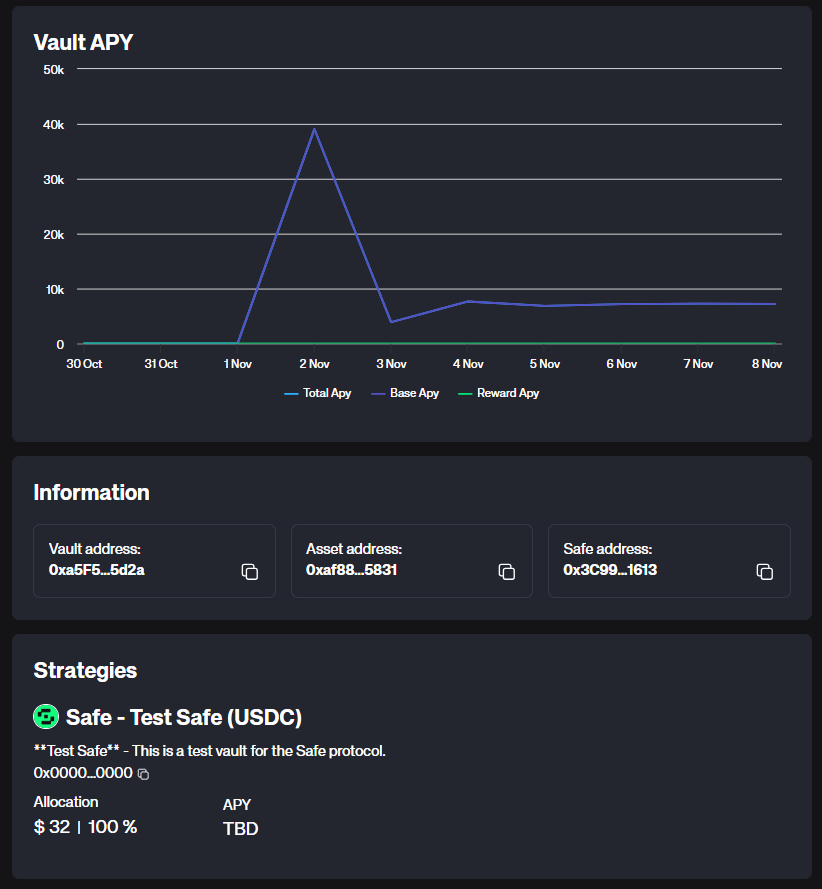 Vault APY
50k
40k
30k
20k
10k
0
30 Oct 31 Oct 1 Nov 2 Nov 3 Nov 4 Nov 5 Nov 6 Nov 7 Nov 8 Nov
Total Apy Base Apy Reward Apy
Information
Vault address: Asset address: Safe address:
0xa5F5...5d2a 0xaf88...5831 0x3C99...1613
Strategies
Safe - Test Safe (USDC)
**Test Safe** - This is a test vault for the Safe protocol.
0x0000...0000
Allocation APY
$ 32 | 100 % TBD